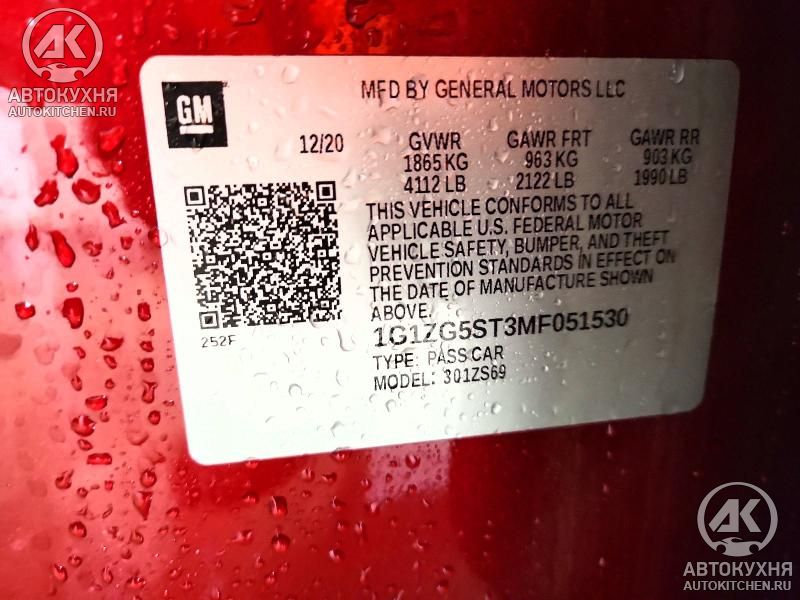 AK
АВТОКУХНЯ
AUTOKITCHEN.RU
GM
MFD BY GENERAL MOTORS LLC
12/20 GVWR GAWR FRT GAWR RR
1865 KG 963 KG 903 KG
4112 LB 2122 LB 1990 LB
THIS VEHICLE CONFORMS TO ALL
APPLICABLE U.S. FEDERAL MOTOR
VEHICLE SAFETY, BUMPER, AND THEFT
PREVENTION STANDARDS IN EFFECT ON
THE DATE OF MANUFACTURE SHOWN
ABOVE.
252F
1G1ZG5ST3MF051530
TYPE: PASS CAR
MODEL: 301ZS69
AK
АВТОКУХНЯ
AUTOKITCHEN.RU